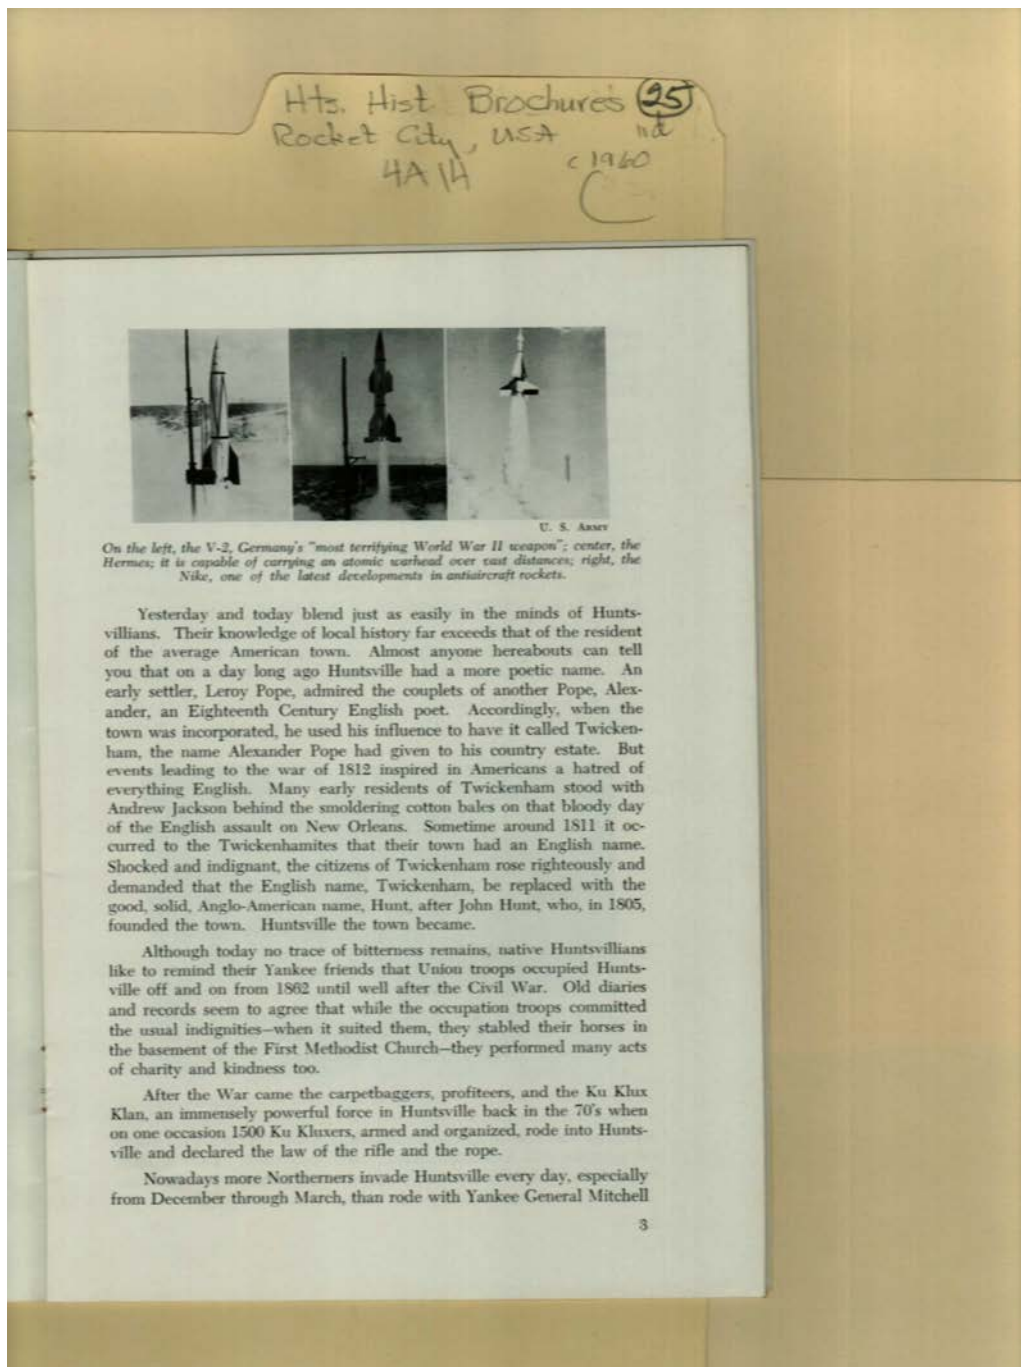 Hts. Hist Brochures 25
Rocket City, USA nd
4A14 c 1960
C
U. S. Army
On the left, the V-2, Germany's "most terrifying World War II weapon"; center, the
Hermes; it is capable of carrying an atomic warhead over vast distances; right, the
Nike, one of the latest developments in antiaircraft rockets.
Yesterday and today blend just as easily in the minds of Hunts-
villians. Their knowledge of local history far exceeds that of the resident
of the average American town. Almost anyone hereabouts can tell
you that on a day long ago Huntsville had a more poetic name. An
early settler, Leroy Pope, admired the couplets of another Pope, Alex-
ander, an Eighteenth Century English poet. Accordingly, when the
town was incorporated, he used his influence to have it called Twicken-
ham, the name Alexander Pope had given to his country estate. But
events leading to the war of 1812 inspired in Americans a hatred of
everything English. Many early residents of Twickenham stood with
Andrew Jackson behind the smoldering cotton bales on that bloody day
of the English assault on New Orleans. Sometime around 1811 it oc-
curred to the Twickenhamites that their town had an English name.
Shocked and indignant, the citizens of Twickenham rose righteously and
demanded that the English name, Twickenham, be replaced with the
good, solid, Anglo-American name, Hunt, after John Hunt, who, in 1805,
founded the town. Huntsville the town became.
Although today no trace of bitterness remains, native Huntsvillians
like to remind their Yankee friends that Union troops occupied Hunts-
ville off and on from 1862 until well after the Civil War. Old diaries
and records seem to agree that while the occupation troops committed
the usual indignities—when it suited them, they stabled their horses in
the basement of the First Methodist Church—they performed many acts
of charity and kindness too.
After the War came the carpetbaggers, profiteers, and the Ku Klux
Klan, an immensely powerful force in Huntsville back in the 70's when
on one occasion 1500 Ku Kluxers, armed and organized, rode into Hunts-
ville and declared the law of the rifle and the rope.
Nowadays more Northerners invade Huntsville every day, especially
from December through March, than rode with Yankee General Mitchell
3